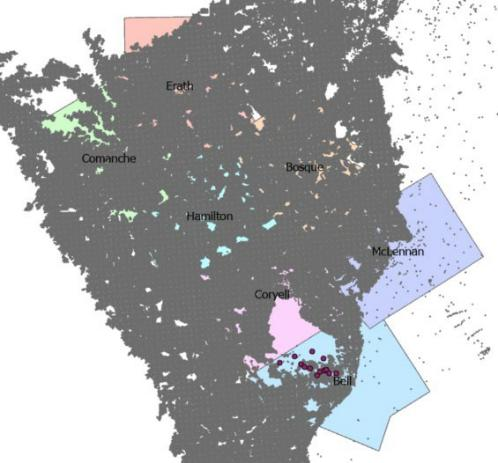 Erath
Comanche
Bosque
Hamilton
McLennan
Coryell
Bell